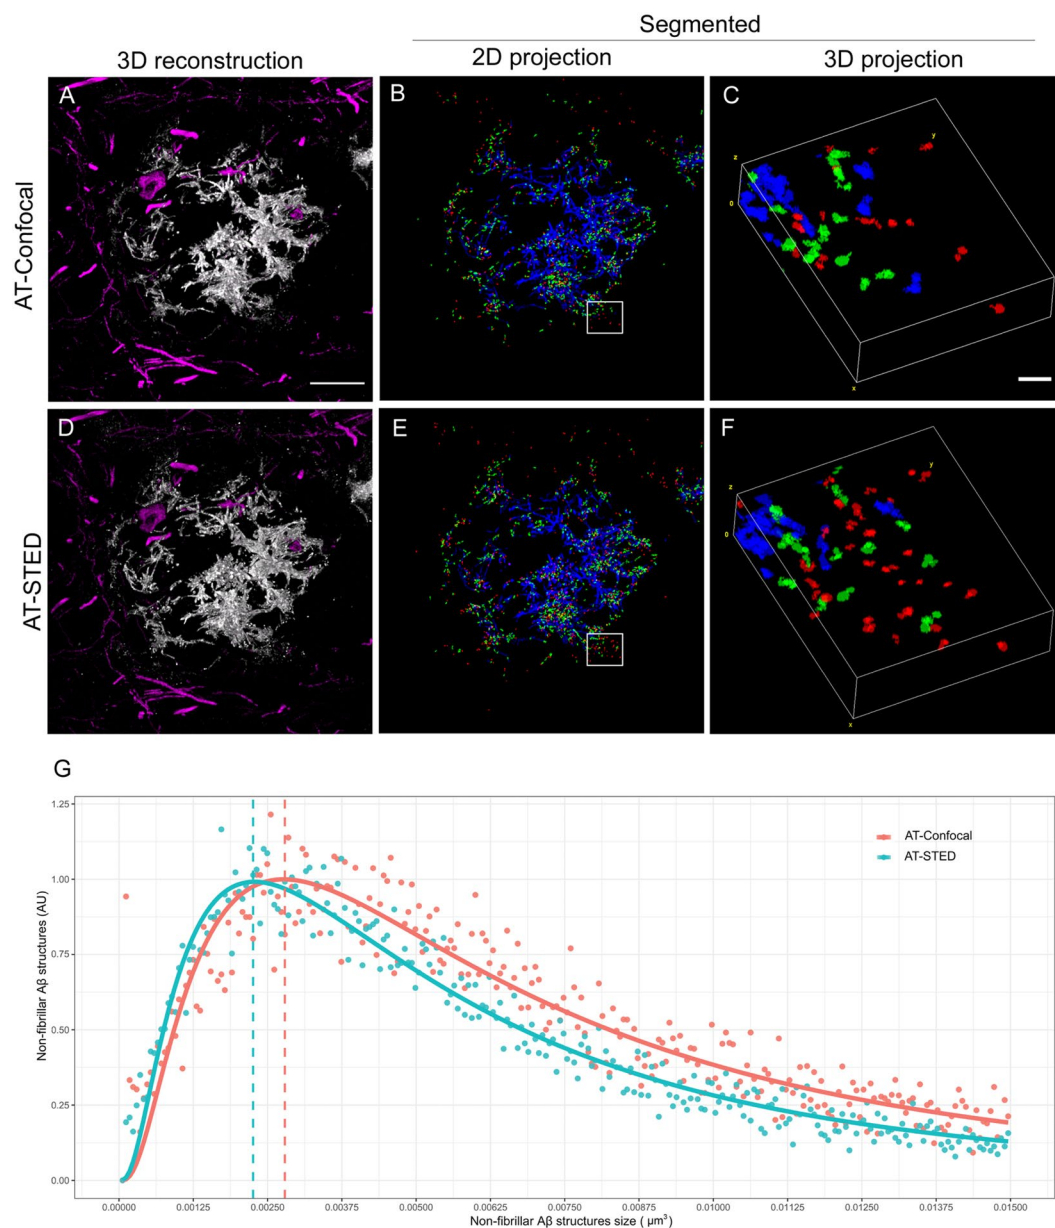 Segmented
3D reconstruction
2D projection
3D projection
AT-Confocal
A
B
C
z
y
0
x
AT-STED
D
E
F
z
y
0
x
G
Non-fibrillar Aβ structures (AU)
1.25
1.00
0.75
0.50
0.25
0.00
AT-Confocal
AT-STED
0.00000 0.00125 0.00250 0.00375 0.00500 0.00625 0.00750 0.00875 0.01000 0.01125 0.01250 0.01375 0.01500
Non-fibrillar Aβ structures size ( µm³)